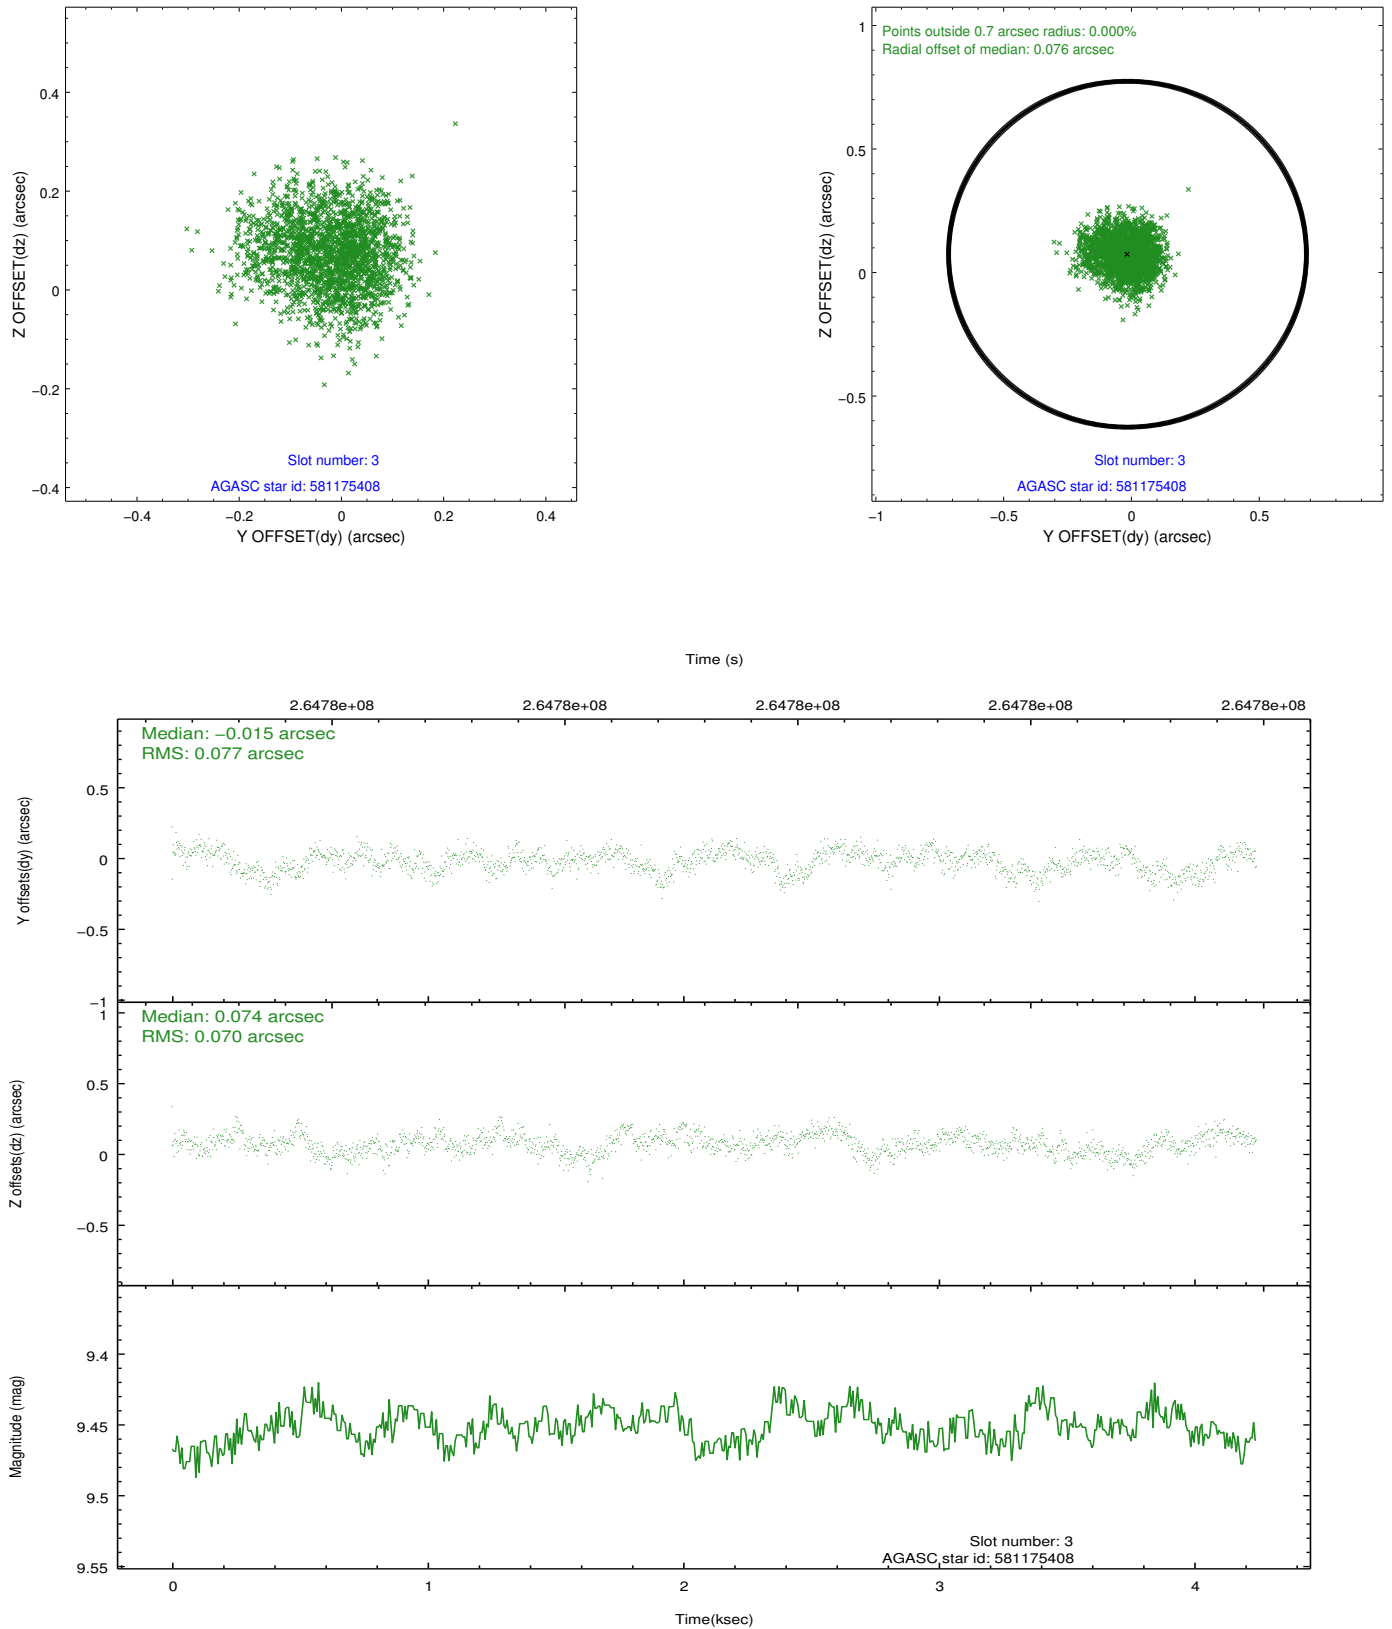 0.4
0.2
0
−0.2
−0.4
Z OFFSET(dz) (arcsec)
Slot number: 3
AGASC star id: 581175408
−0.4 −0.2 0 0.2 0.4
Y OFFSET(dy) (arcsec)
Points outside 0.7 arcsec radius: 0.000%
Radial offset of median: 0.076 arcsec
1
0.5
0
−0.5
Z OFFSET(dz) (arcsec)
Slot number: 3
AGASC star id: 581175408
−1 −0.5 0 0.5
Y OFFSET(dy) (arcsec)
Time (s)
2.6478e+08 2.6478e+08 2.6478e+08 2.6478e+08 2.6478e+08
Median: −0.015 arcsec
RMS: 0.077 arcsec
0.5
0
−0.5
−1
Y offsets(dy) (arcsec)
Median: 0.074 arcsec
RMS: 0.070 arcsec
1
0.5
0
−0.5
Z offsets(dz) (arcsec)
9.4
9.45
9.5
9.55
Magnitude (mag)
Slot number: 3
AGASC star id: 581175408
0 1 2 3 4
Time(ksec)